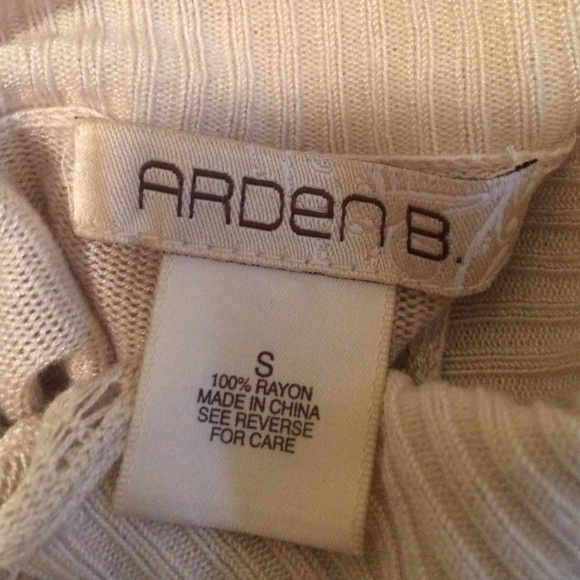 ARDen B.
S
100% RAYON
MADE IN CHINA
SEE REVERSE
FOR CARE